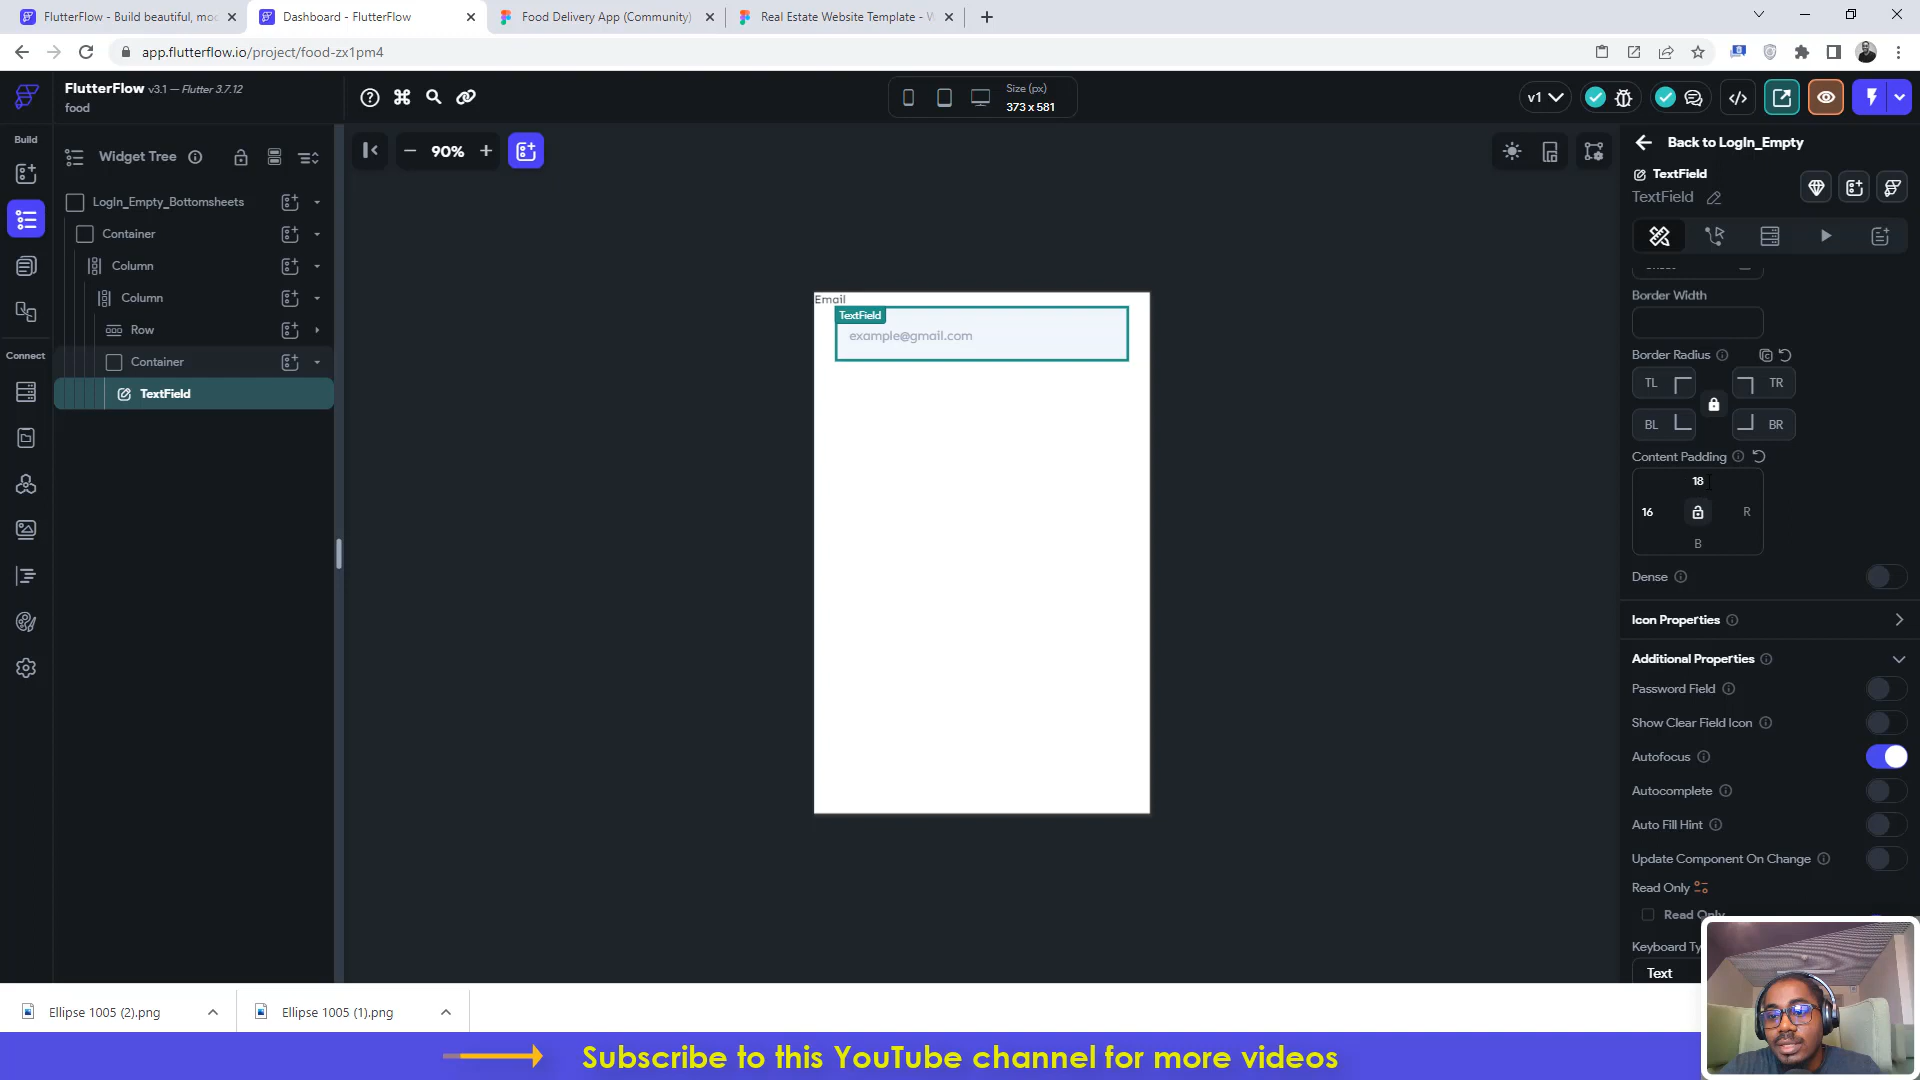 FlutterFlow - Build beautiful, mo
Dashboard - FlutterFlow
Food Delivery App (Community)
Real Estate Website Template - W
app.flutterflow.io/project/food-zx1pm4
FlutterFlow v3.1 — Flutter 3.7.12
food
Size (px)
373 x 581
v1
Build
Connect
Widget Tree
LogIn_Empty_Bottomsheets
Container
Column
Column
Row
Container
TextField
90%
Email
TextField
example@gmail.com
Back to LogIn_Empty
TextField
TextField
Border Width
Border Radius
TL
TR
BL
BR
Content Padding
18
16
R
B
Dense
Icon Properties
Additional Properties
Password Field
Show Clear Field Icon
Autofocus
Autocomplete
Auto Fill Hint
Update Component On Change
Read Only
Read Only
Keyboard Ty
Text
Ellipse 1005 (2).png
Ellipse 1005 (1).png
Subscribe to this YouTube channel for more videos